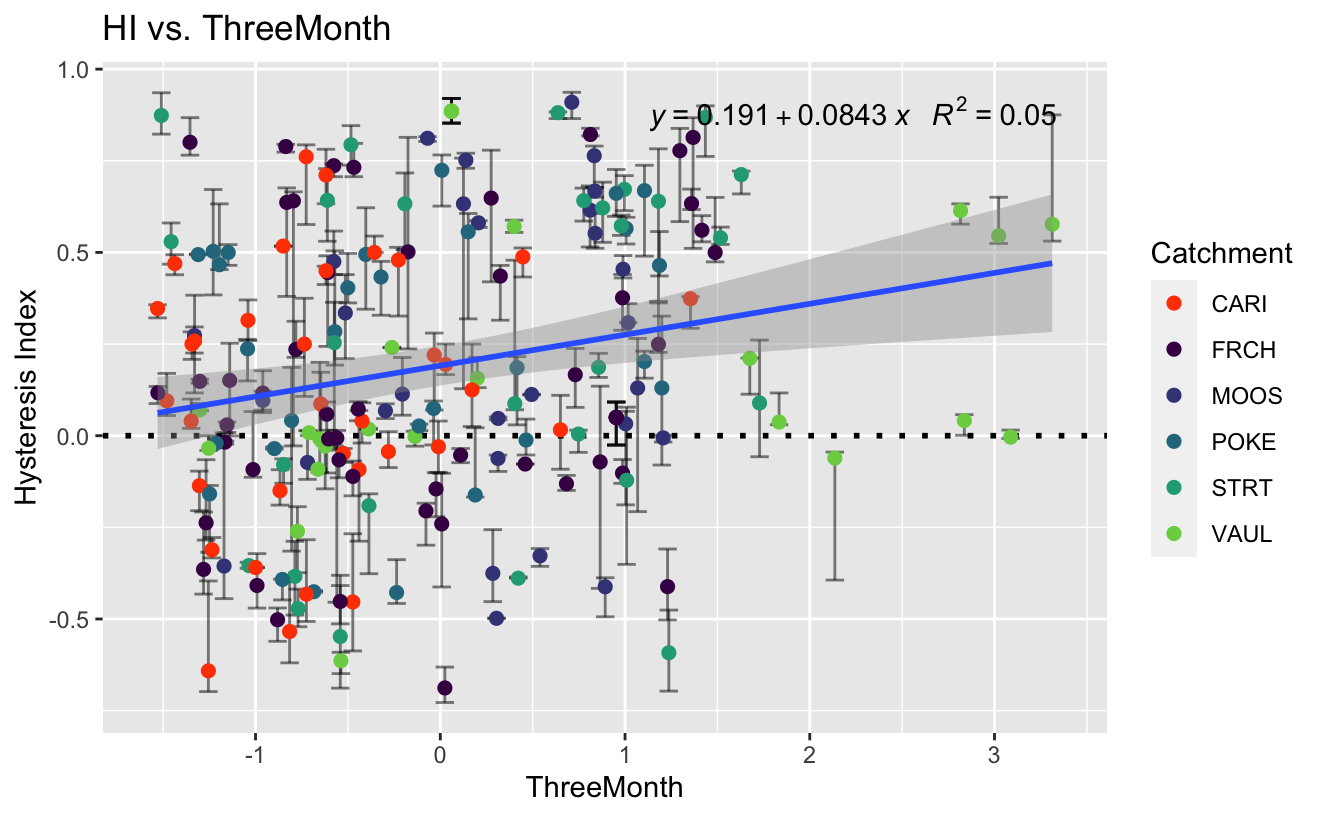 HI vs. ThreeMonth
y = 0.191 + 0.0843 x R² = 0.05
1.0
0.5
0.0
-0.5
Hysteresis Index
-1 0 1 2 3
ThreeMonth
Catchment
CARI
FRCH
MOOS
POKE
STRT
VAUL